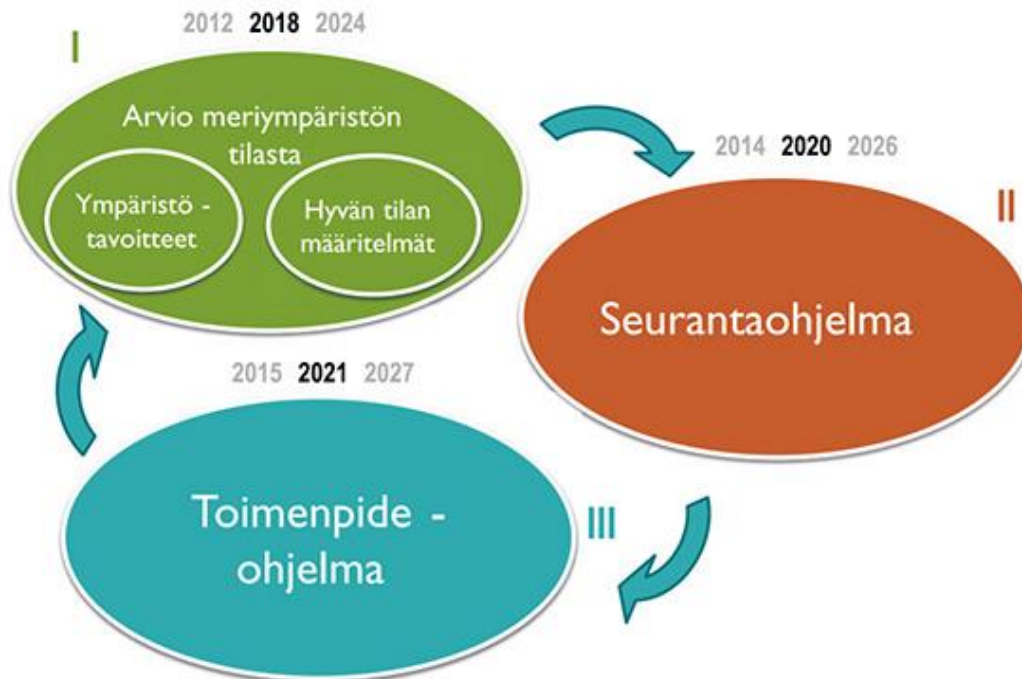 I
2012 2018 2024
Arvio meriympäristön
tilasta
Ympäristö -
tavoitteet
Hyvän tilan
määritelmät
2014 2020 2026
II
Seurantaohjelma
2015 2021 2027
Toimenpide -
ohjelma
III